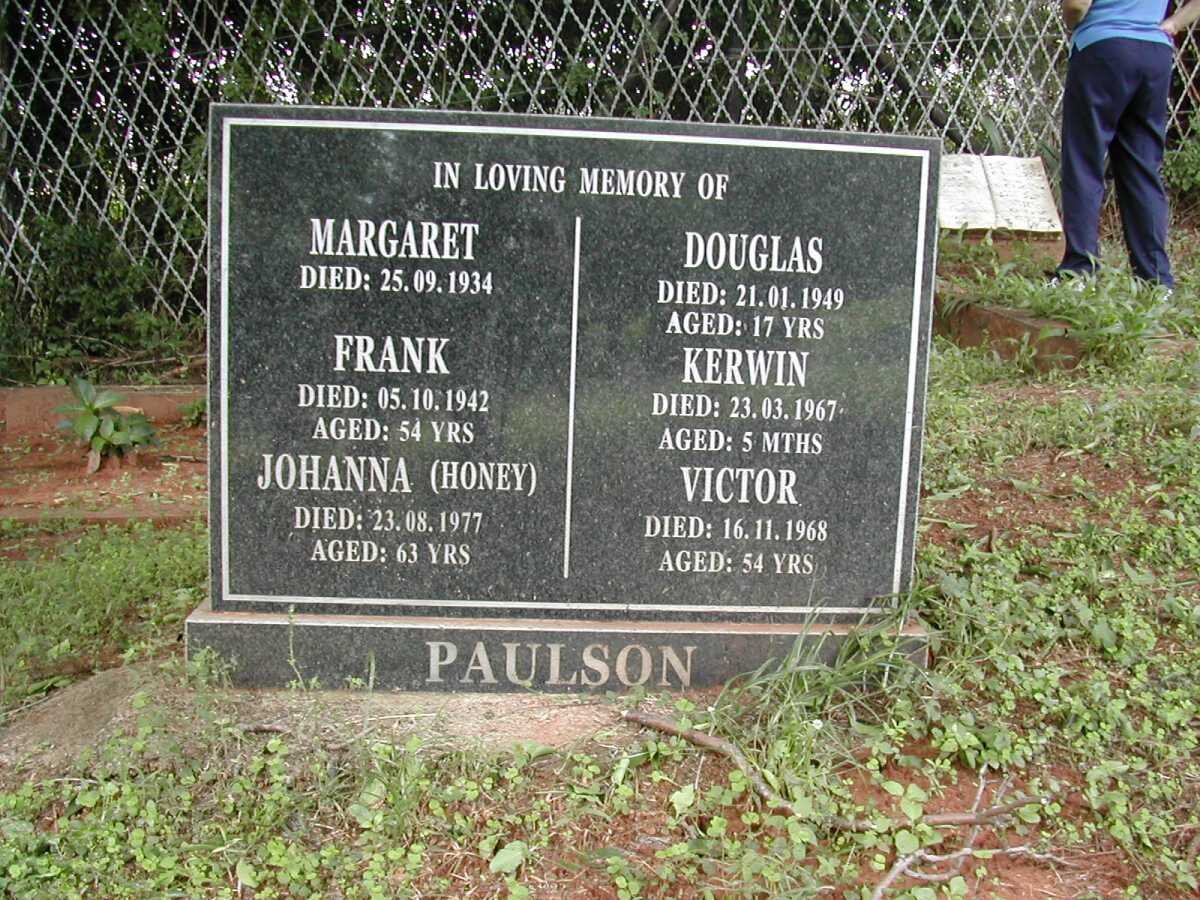 IN LOVING MEMORY OF
MARGARET
DIED: 25.09.1934
FRANK
DIED: 05.10.1942
AGED: 54 YRS
JOHANNA (HONEY)
DIED: 23.08.1977
AGED: 63 YRS
DOUGLAS
DIED: 21.01.1949
AGED: 17 YRS
KERWIN
DIED: 23.03.1967
AGED: 5 MTHS
VICTOR
DIED: 16.11.1968
AGED: 54 YRS
PAULSON